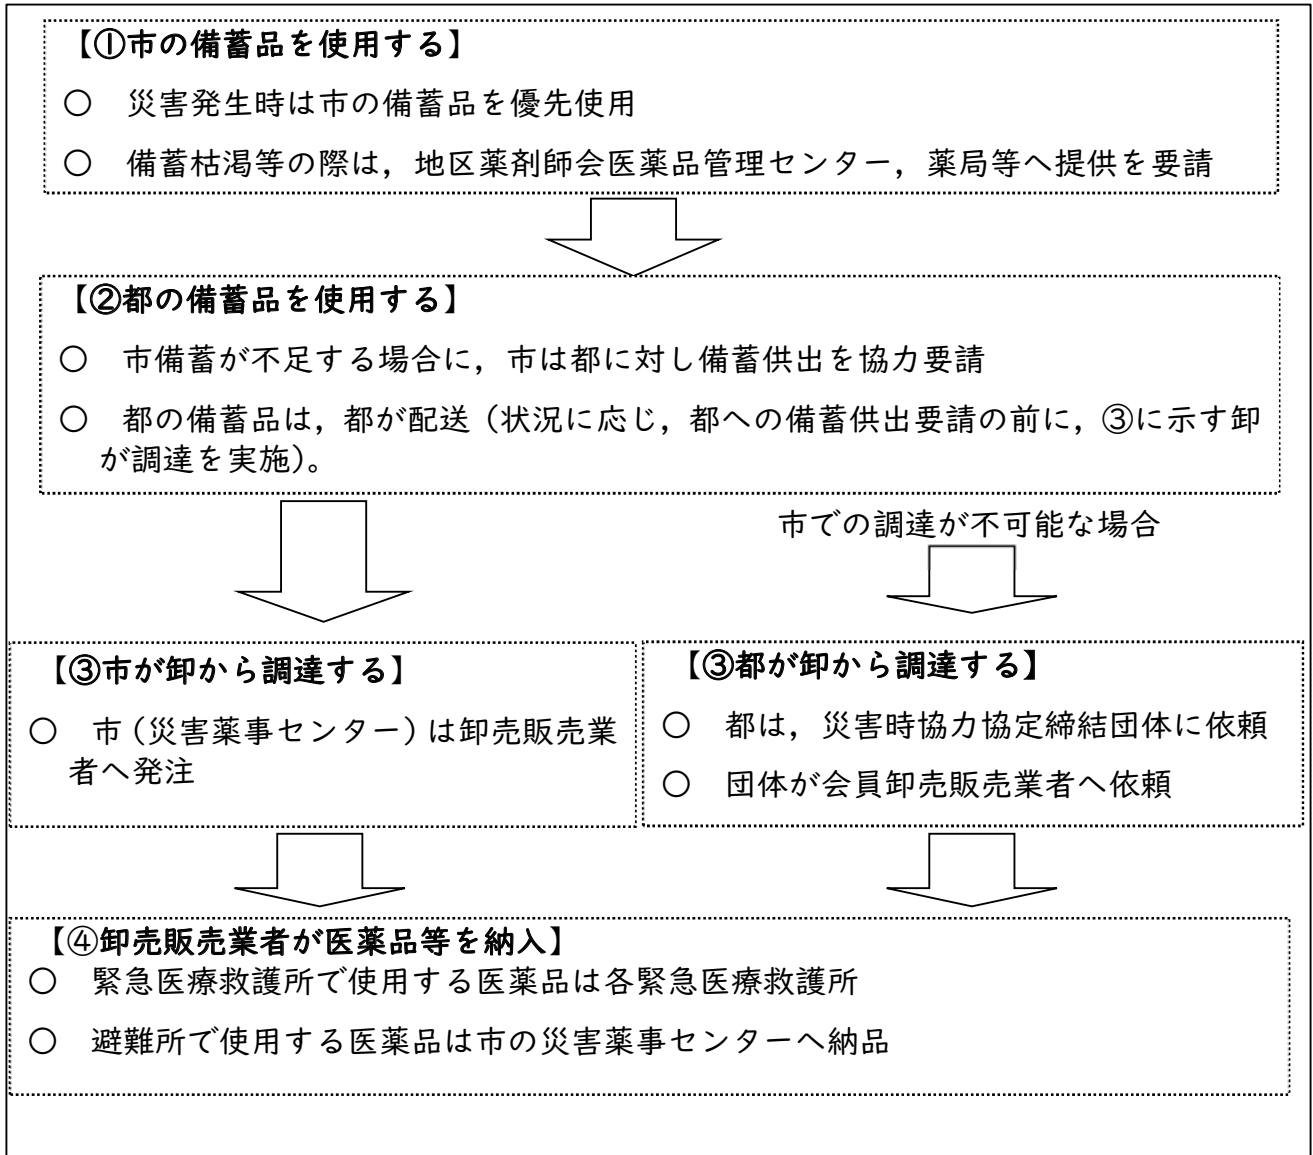 【①市の備蓄品を使用する】
○　災害発生時は市の備蓄品を優先使用
○　備蓄枯渇等の際は，地区薬剤師会医薬品管理センター，薬局等へ提供を要請
【②都の備蓄品を使用する】
○　市備蓄が不足する場合に，市は都に対し備蓄供出を協力要請
○　都の備蓄品は，都が配送（状況に応じ，都への備蓄供出要請の前に，③に示す卸
が調達を実施）。
市での調達が不可能な場合
【③市が卸から調達する】
○　市（災害薬事センター）は卸売販売業
者へ発注
【③都が卸から調達する】
○　都は，災害時協力協定締結団体に依頼
○　団体が会員卸売販売業者へ依頼
【④卸売販売業者が医薬品等を納入】
○　緊急医療救護所で使用する医薬品は各緊急医療救護所
○　避難所で使用する医薬品は市の災害薬事センターへ納品